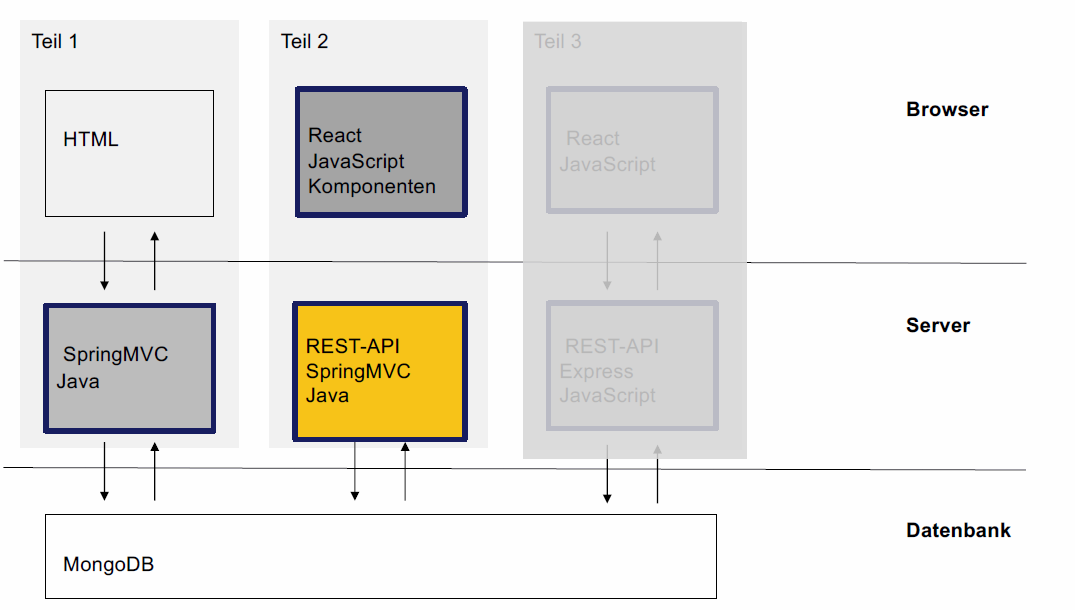 Teil 1
Teil 2
Teil 3
HTML
React
JavaScript
Komponenten
React
JavaScript
Browser
SpringMVC
Java
REST-API
SpringMVC
Java
REST-API
Express
JavaScript
Server
MongoDB
Datenbank